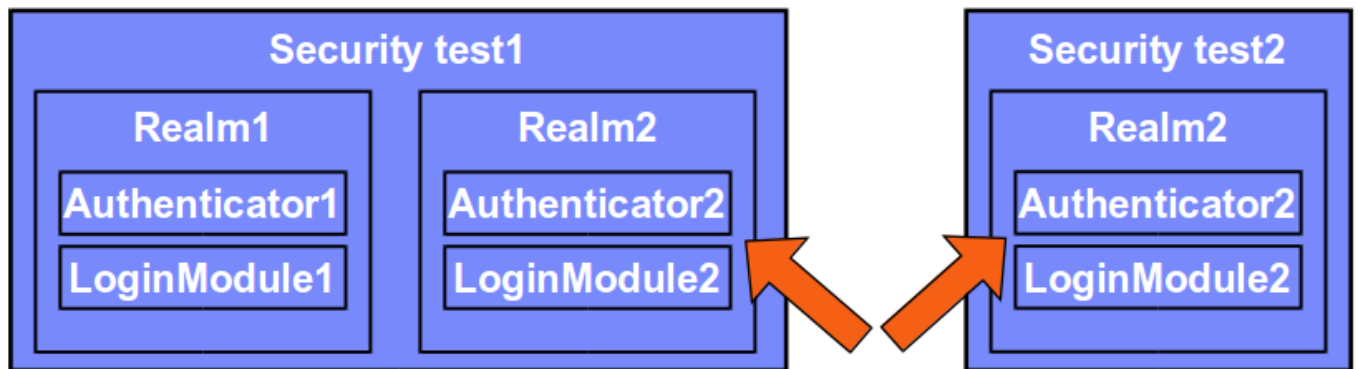 Security test1
Realm1
Authenticator1
LoginModule1
Realm2
Authenticator2
LoginModule2
Security test2
Realm2
Authenticator2
LoginModule2